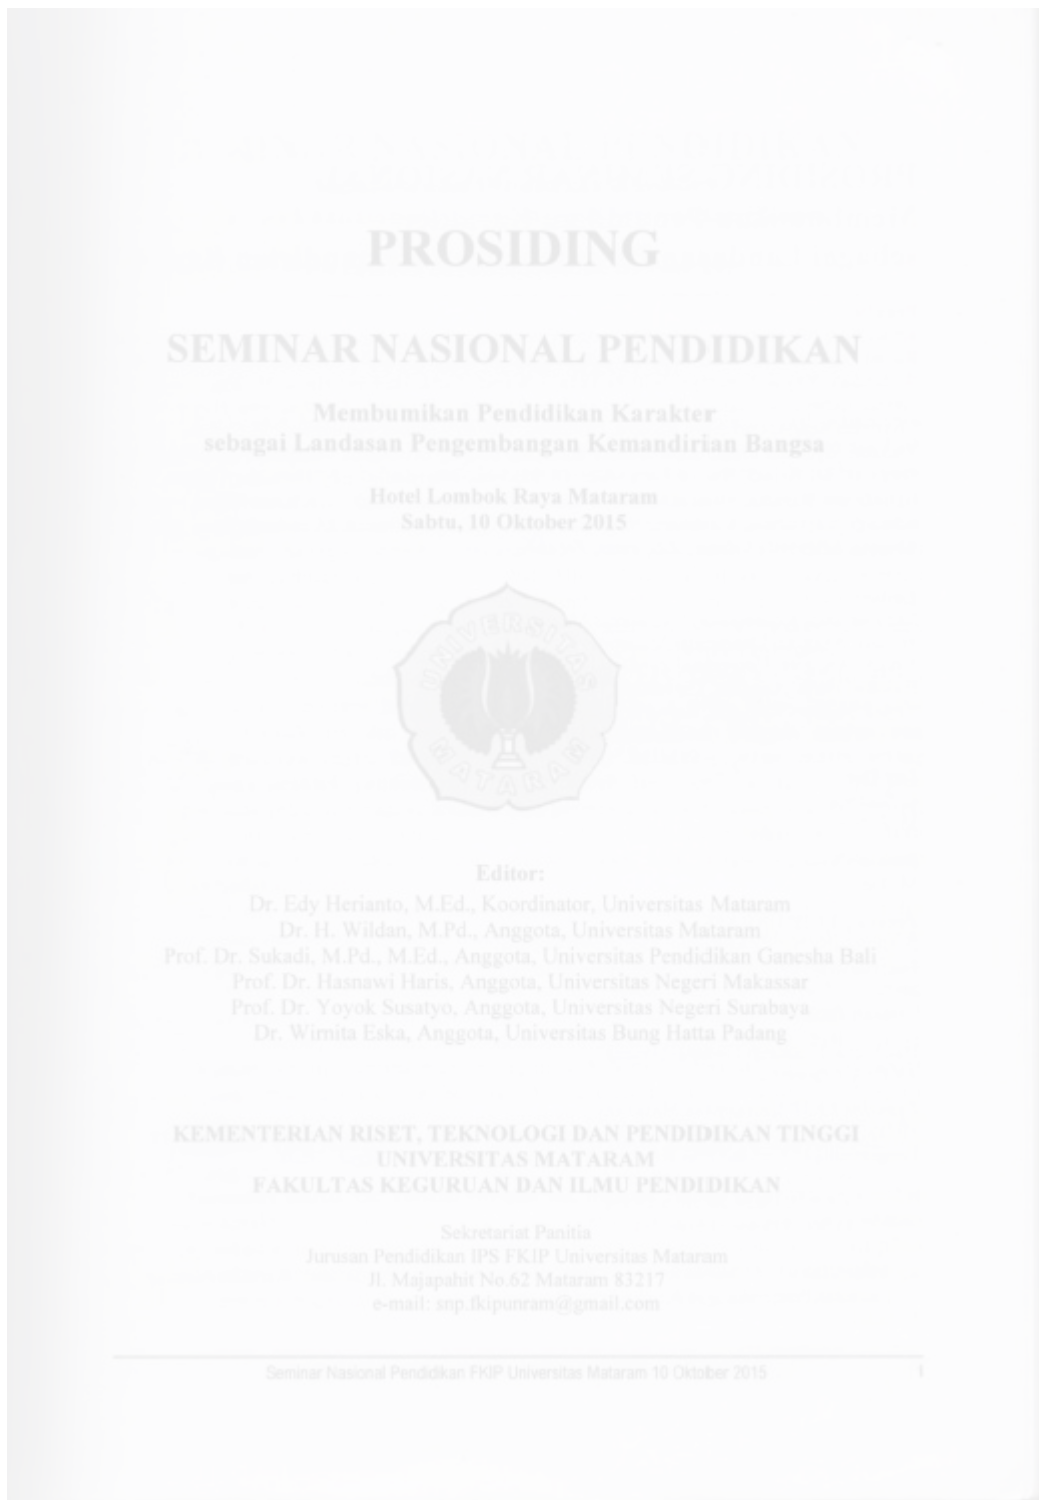 PROSIDING
SEMINAR NASIONAL PENDIDIKAN
Membumikan Pendidikan Karakter
sebagai Landasan Pengembangan Kemandirian Bangsa
Hotel Lombok Raya Mataram
Sabtu, 10 Oktober 2015
UNIVERSITAS
MATARAM
Editor:
Dr. Edy Herianto, M.Ed., Koordinator, Universitas Mataram
Dr. H. Wildan, M.Pd., Anggota, Universitas Mataram
Prof. Dr. Sukadi, M.Pd., M.Ed., Anggota, Universitas Pendidikan Ganesha Bali
Prof. Dr. Hasnawi Haris, Anggota, Universitas Negeri Makassar
Prof. Dr. Yoyok Susatyo, Anggota, Universitas Negeri Surabaya
Dr. Wirnita Eska, Anggota, Universitas Bung Hatta Padang
KEMENTERIAN RISET, TEKNOLOGI DAN PENDIDIKAN TINGGI
UNIVERSITAS MATARAM
FAKULTAS KEGURUAN DAN ILMU PENDIDIKAN
Sekretariat Panitia
Jurusan Pendidikan IPS FKIP Universitas Mataram
Jl. Majapahit No.62 Mataram 83217
e-mail: snp.fkipunram@gmail.com
Seminar Nasional Pendidikan FKIP Universitas Mataram 10 Oktober 2015